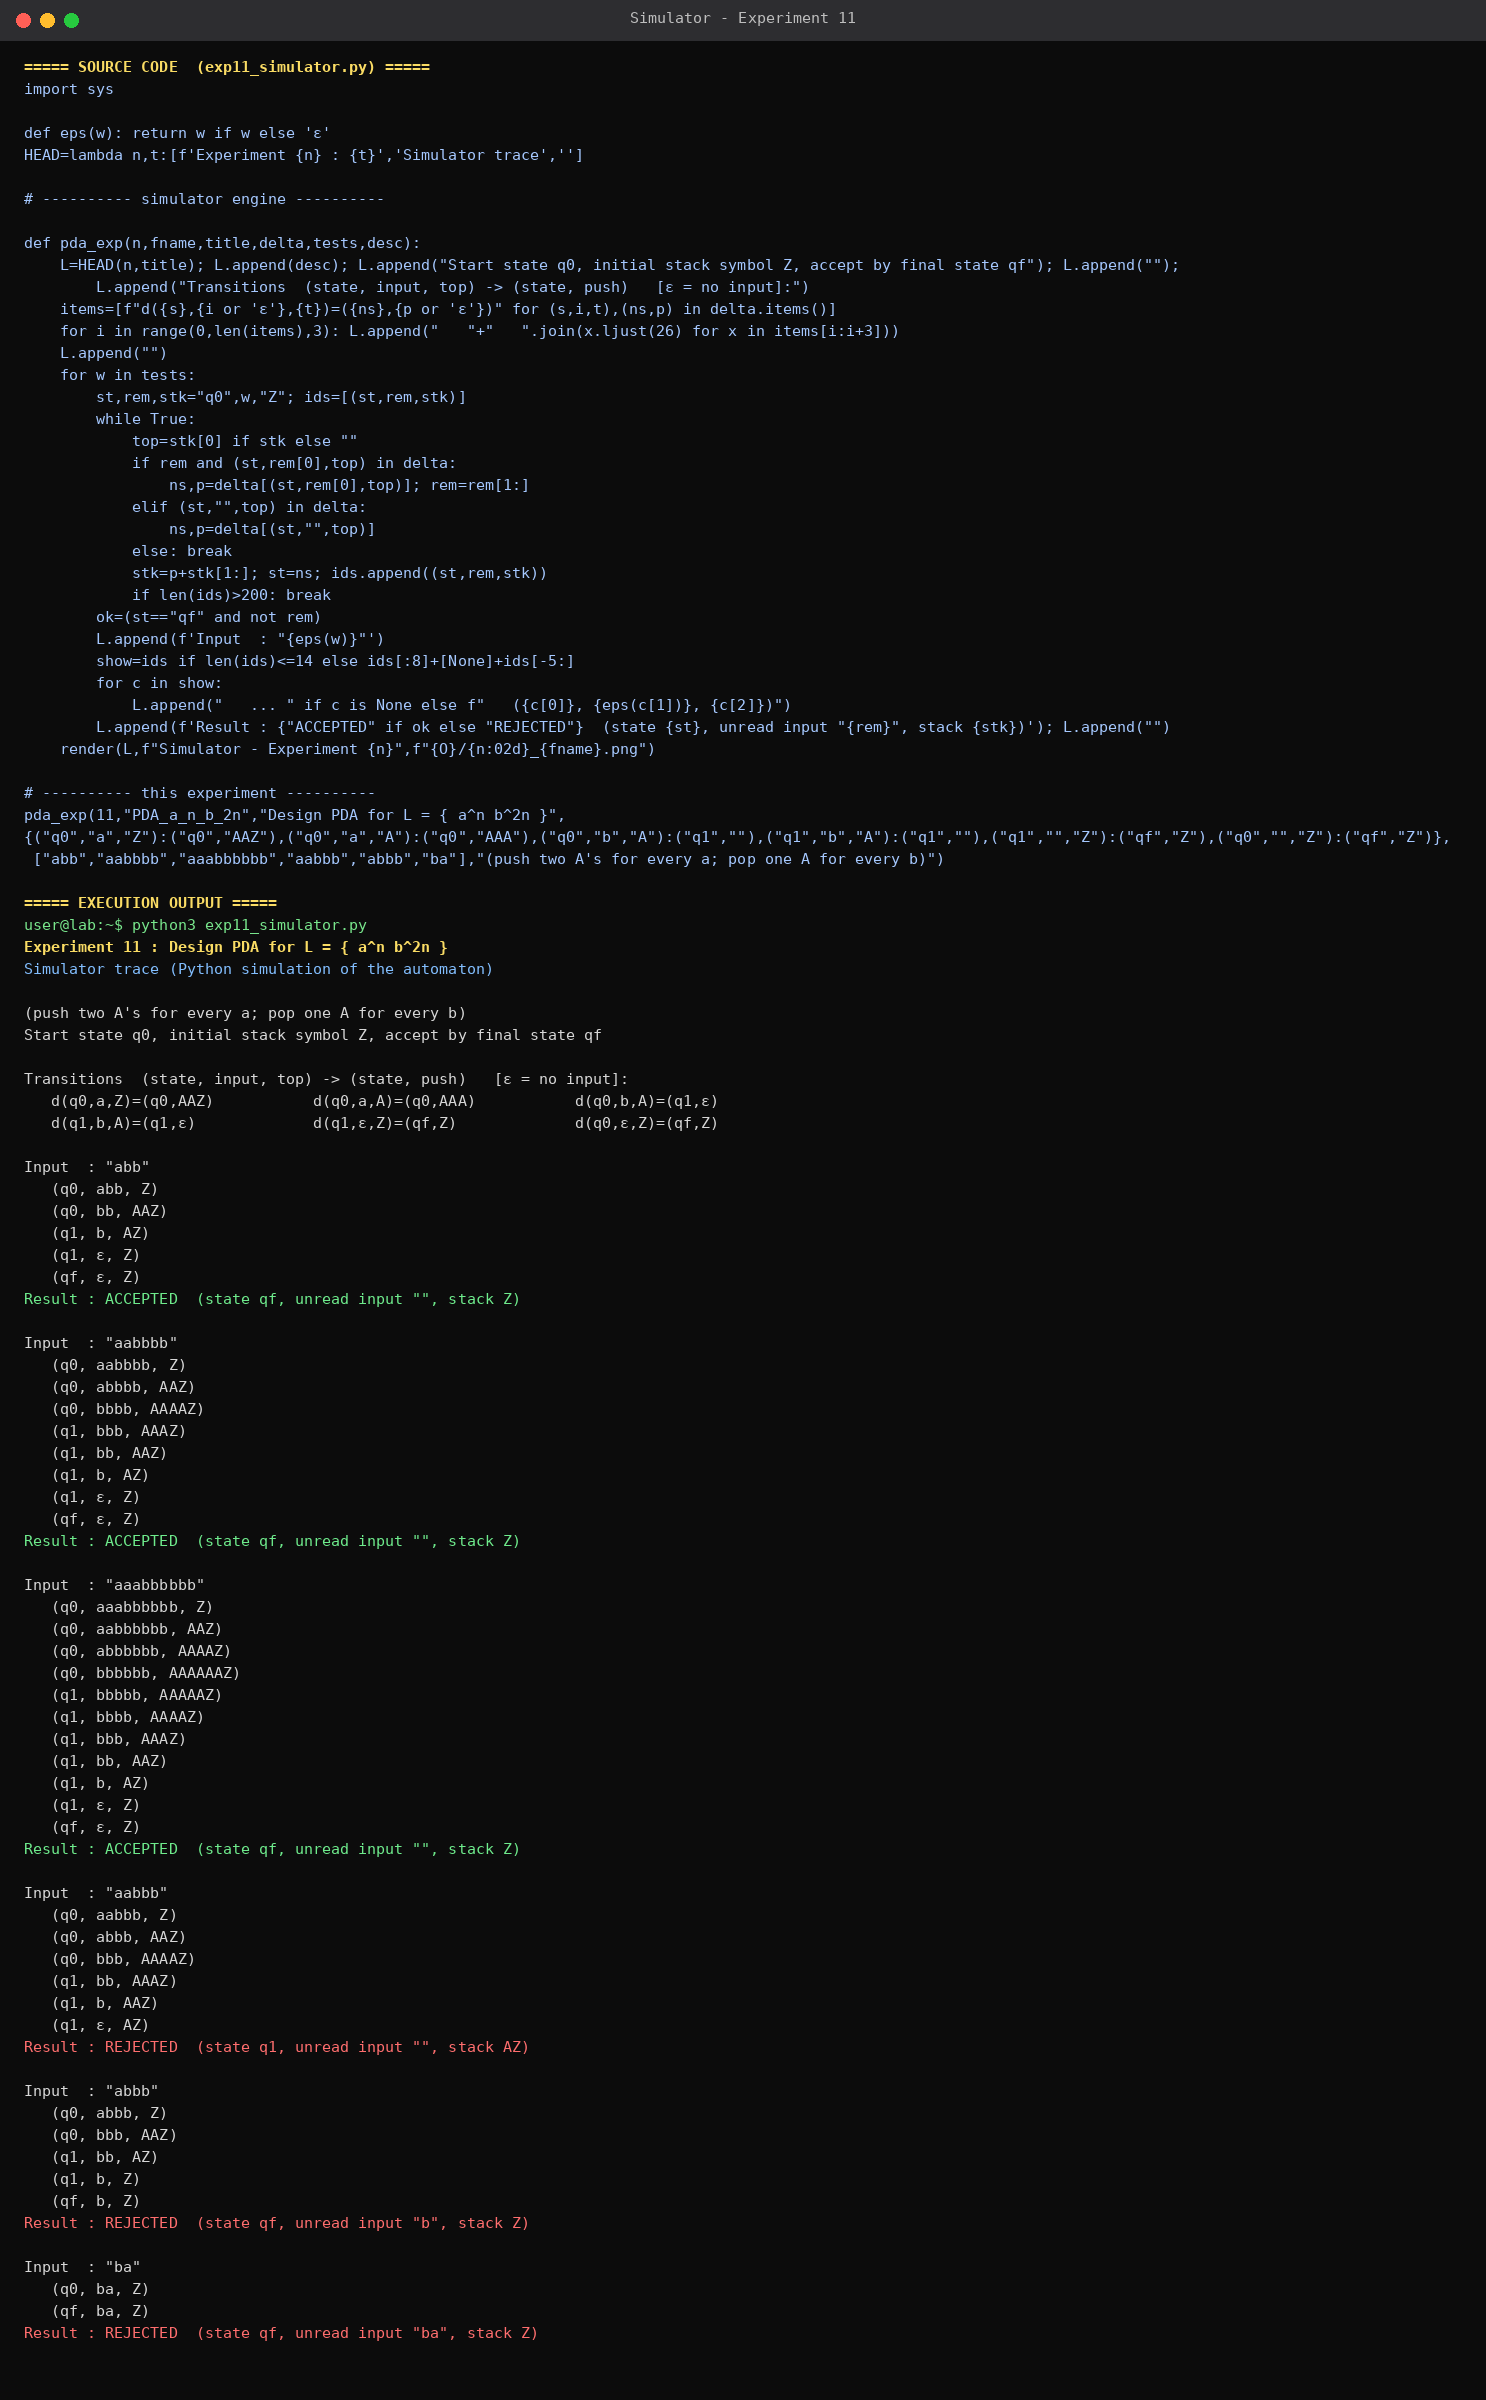 Simulator - Experiment 11
===== SOURCE CODE  (exp11_simulator.py) =====
import sys

def eps(w): return w if w else 'ε'
HEAD=lambda n,t:[f'Experiment {n} : {t}','Simulator trace','']

# ---------- simulator engine ----------

def pda_exp(n,fname,title,delta,tests,desc):
    L=HEAD(n,title); L.append(desc); L.append("Start state q0, initial stack symbol Z, accept by final state qf"); L.append("");
        L.append("Transitions  (state, input, top) -> (state, push)   [ε = no input]:")
    items=[f"d({s},{i or 'ε'},{t})=({ns},{p or 'ε'})" for (s,i,t),(ns,p) in delta.items()]
    for i in range(0,len(items),3): L.append("   "+"   ".join(x.ljust(26) for x in items[i:i+3]))
    L.append("")
    for w in tests:
        st,rem,stk="q0",w,"Z"; ids=[(st,rem,stk)]
        while True:
            top=stk[0] if stk else ""
            if rem and (st,rem[0],top) in delta:
                ns,p=delta[(st,rem[0],top)]; rem=rem[1:]
            elif (st,"",top) in delta:
                ns,p=delta[(st,"",top)]
            else: break
            stk=p+stk[1:]; st=ns; ids.append((st,rem,stk))
            if len(ids)>200: break
        ok=(st=="qf" and not rem)
        L.append(f'Input  : "{eps(w)}"')
        show=ids if len(ids)<=14 else ids[:8]+[None]+ids[-5:]
        for c in show:
            L.append("   ... " if c is None else f"   ({c[0]}, {eps(c[1])}, {c[2]})")
        L.append(f'Result : {"ACCEPTED" if ok else "REJECTED"}  (state {st}, unread input "{rem}", stack {stk})'); L.append("")
    render(L,f"Simulator - Experiment {n}",f"{O}/{n:02d}_{fname}.png")

# ---------- this experiment ----------
pda_exp(11,"PDA_a_n_b_2n","Design PDA for L = { a^n b^2n }",
{("q0","a","Z"):("q0","AAZ"),("q0","a","A"):("q0","AAA"),("q0","b","A"):("q1",""),("q1","b","A"):("q1",""),("q1","","Z"):("qf","Z"),("q0","","Z"):("qf","Z")},
 ["abb","aabbbb","aaabbbbbb","aabbb","abbb","ba"],"(push two A's for every a; pop one A for every b)")

===== EXECUTION OUTPUT =====
user@lab:~$ python3 exp11_simulator.py
Experiment 11 : Design PDA for L = { a^n b^2n }
Simulator trace (Python simulation of the automaton)

(push two A's for every a; pop one A for every b)
Start state q0, initial stack symbol Z, accept by final state qf

Transitions  (state, input, top) -> (state, push)   [ε = no input]:
   d(q0,a,Z)=(q0,AAZ)           d(q0,a,A)=(q0,AAA)           d(q0,b,A)=(q1,ε)
   d(q1,b,A)=(q1,ε)             d(q1,ε,Z)=(qf,Z)             d(q0,ε,Z)=(qf,Z)

Input  : "abb"
   (q0, abb, Z)
   (q0, bb, AAZ)
   (q1, b, AZ)
   (q1, ε, Z)
   (qf, ε, Z)
Result : ACCEPTED  (state qf, unread input "", stack Z)

Input  : "aabbbb"
   (q0, aabbbb, Z)
   (q0, abbbb, AAZ)
   (q0, bbbb, AAAAZ)
   (q1, bbb, AAAZ)
   (q1, bb, AAZ)
   (q1, b, AZ)
   (q1, ε, Z)
   (qf, ε, Z)
Result : ACCEPTED  (state qf, unread input "", stack Z)

Input  : "aaabbbbbb"
   (q0, aaabbbbbb, Z)
   (q0, aabbbbbb, AAZ)
   (q0, abbbbbb, AAAAZ)
   (q0, bbbbbb, AAAAAAZ)
   (q1, bbbbb, AAAAAZ)
   (q1, bbbb, AAAAZ)
   (q1, bbb, AAAZ)
   (q1, bb, AAZ)
   (q1, b, AZ)
   (q1, ε, Z)
   (qf, ε, Z)
Result : ACCEPTED  (state qf, unread input "", stack Z)

Input  : "aabbb"
   (q0, aabbb, Z)
   (q0, abbb, AAZ)
   (q0, bbb, AAAAZ)
   (q1, bb, AAAZ)
   (q1, b, AAZ)
   (q1, ε, AZ)
Result : REJECTED  (state q1, unread input "", stack AZ)

Input  : "abbb"
   (q0, abbb, Z)
   (q0, bbb, AAZ)
   (q1, bb, AZ)
   (q1, b, Z)
   (qf, b, Z)
Result : REJECTED  (state qf, unread input "b", stack Z)

Input  : "ba"
   (q0, ba, Z)
   (qf, ba, Z)
Result : REJECTED  (state qf, unread input "ba", stack Z)